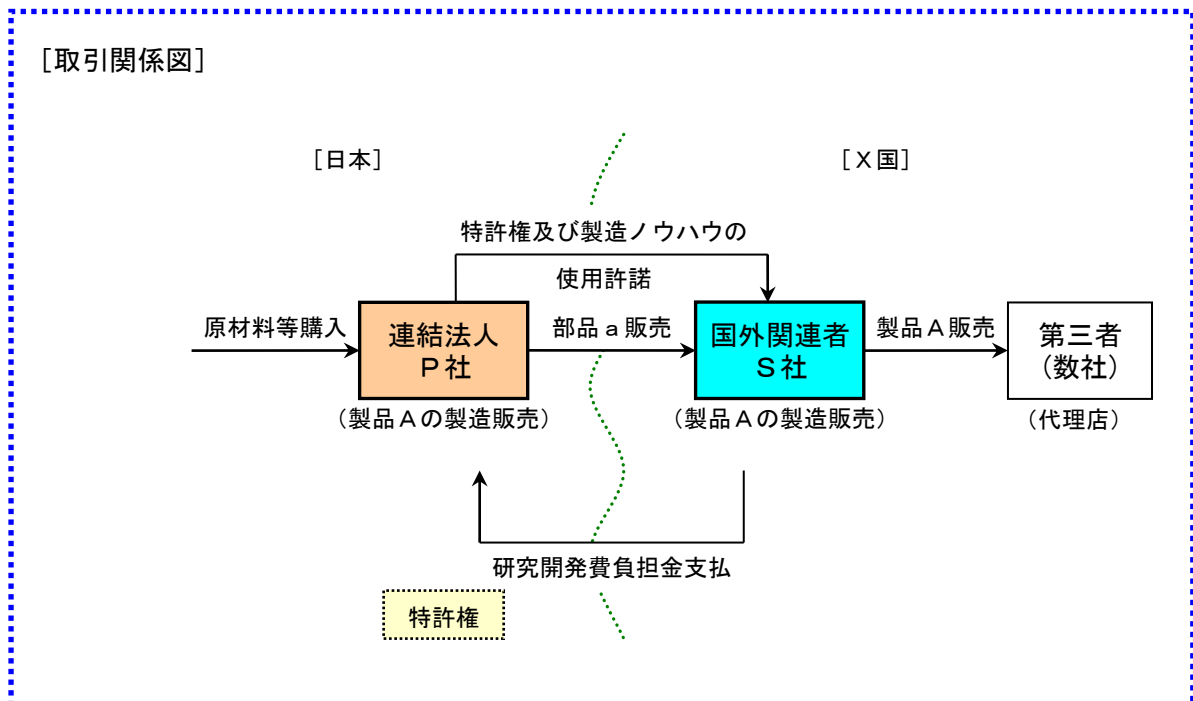 ［取引関係図］
［日本］
［Ｘ国］
特許権及び製造ノウハウの
使用許諾
原材料等購入
連結法人
Ｐ社
部品ａ販売
国外関連者
Ｓ社
製品Ａ販売
第三者
（数社）
（製品Ａの製造販売）
（製品Ａの製造販売）
（代理店）
研究開発費負担金支払
特許権